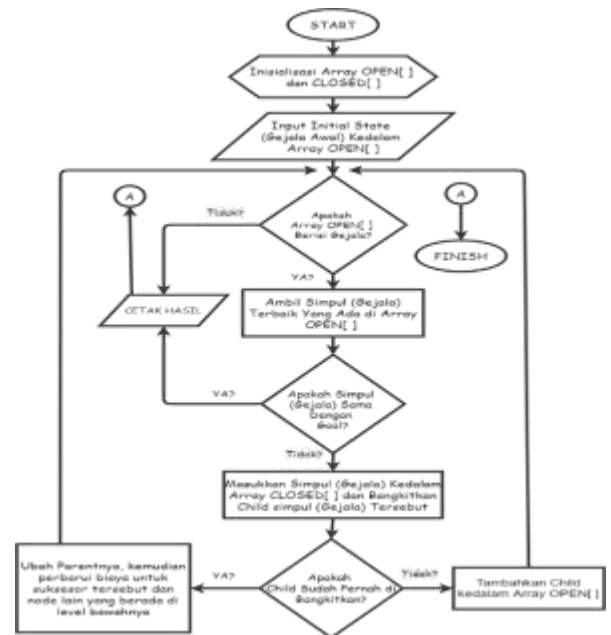 START
Inisialisasi Array OPEN[ ]
dan CLOSED[ ]
Input Initial State
(Gejala Awal) Kedalam
Array OPEN[ ]
A
Tidak?
Apakah
Array OPEN[ ]
Berisi Gejala?
A
FINISH
YA?
CETAK HASIL
Ambil Simpul (Gejala)
Terbaik Yang Ada di Array
OPEN[ ]
YA?
Apakah Simpul
(Gejala) Sama
Dengan
Goal?
Tidak?
Masukkan Simpul (Gejala) Kedalam
Array CLOSED[ ] dan Bangkitkan
Child simpul (Gejala) Tersebut
Ubah Parentnya, kemudian
perbarui biaya untuk
suksesor tersebut dan
node lain yang berada di
level bawahnya
YA?
Apakah
Child Sudah Pernah di
Bangkitkan?
Tidak?
Tambahkan Child
kedalam Array OPEN[ ]